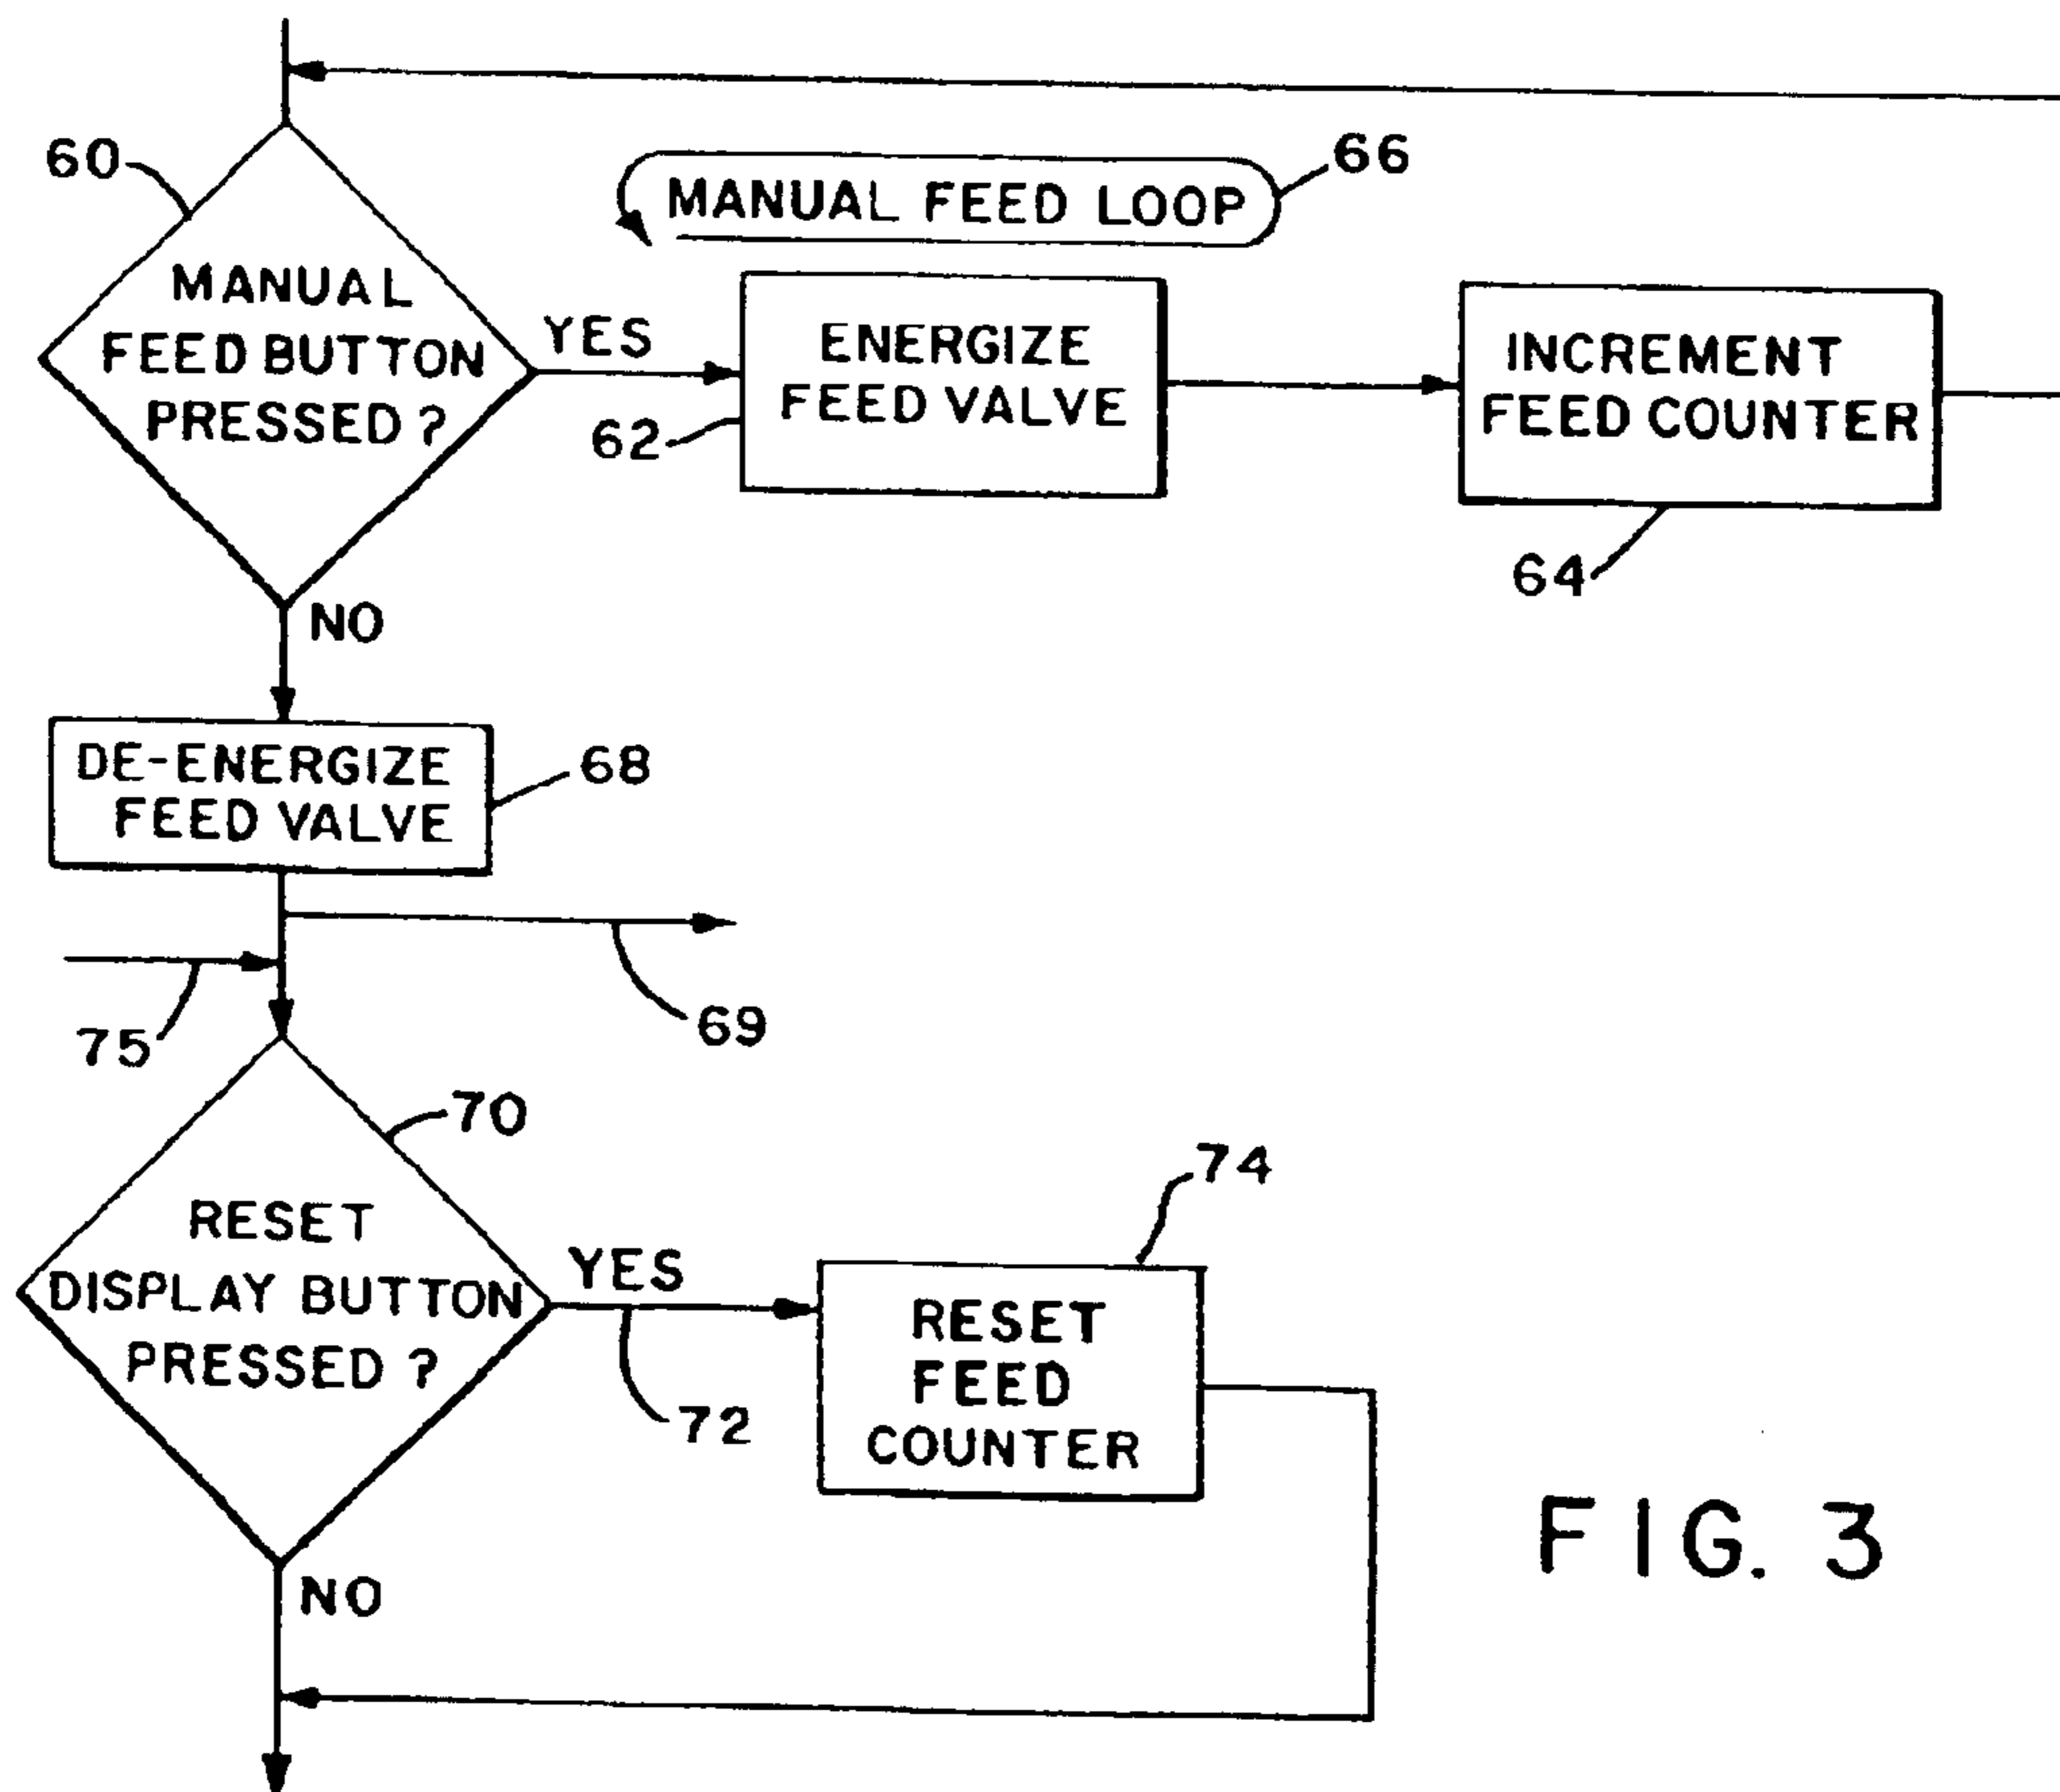 60
MANUAL FEED LOOP
66
MANUAL
FEED BUTTON
PRESSED ?
YES
ENERGIZE
FEED VALVE
62
INCREMENT
FEED COUNTER
64
NO
DE-ENERGIZE
FEED VALVE
68
69
75
70
RESET
DISPLAY BUTTON
PRESSED ?
YES
72
74
RESET
FEED
COUNTER
NO
FIG. 3